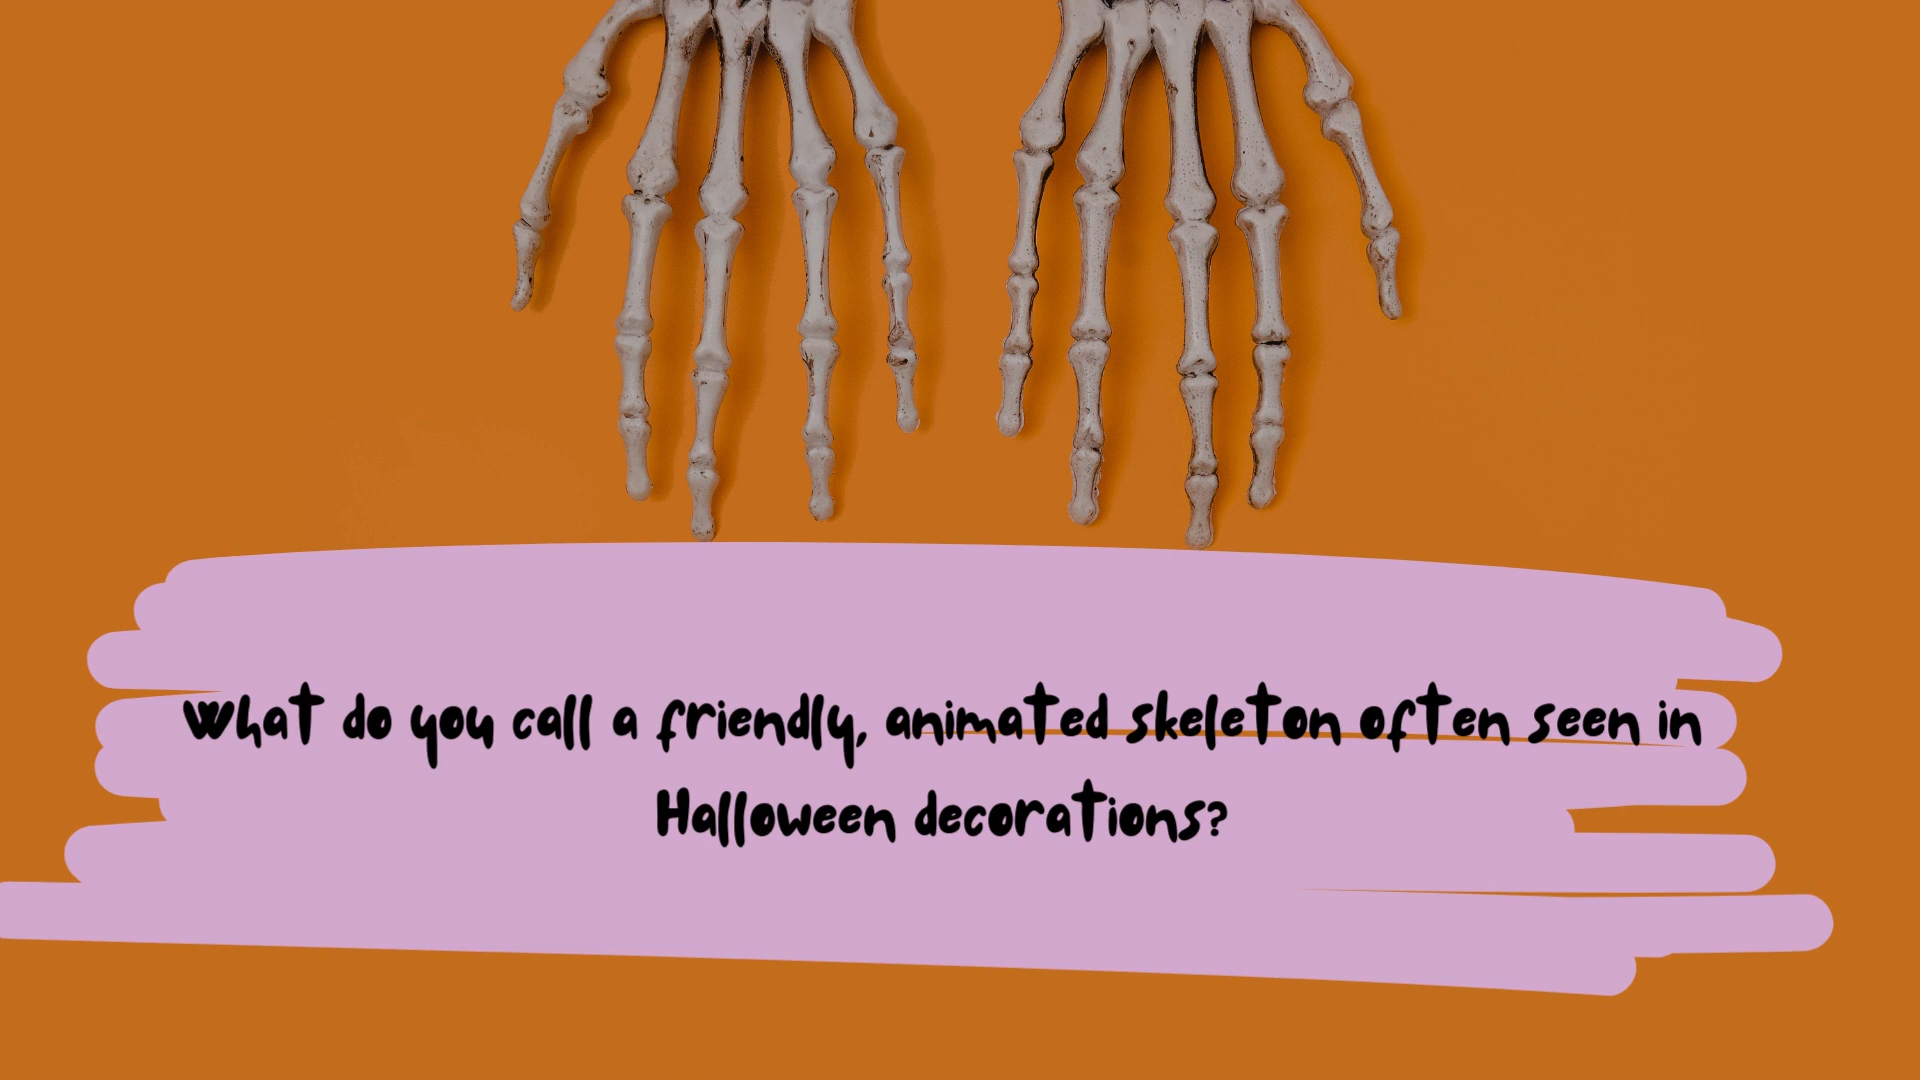 What do you call a friendly, animated skeleton often seen in
Halloween decorations?